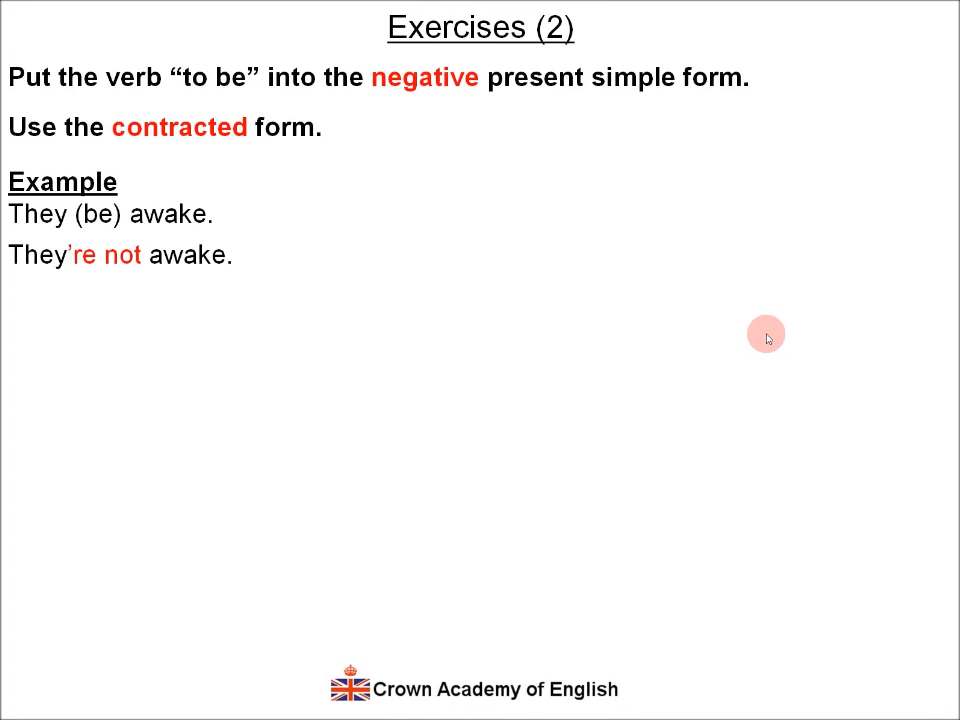 Exercises (2)
Put the verb “to be” into the negative present simple form.
Use the contracted form.
Example
They (be) awake.
They’re not awake.
Crown Academy of English